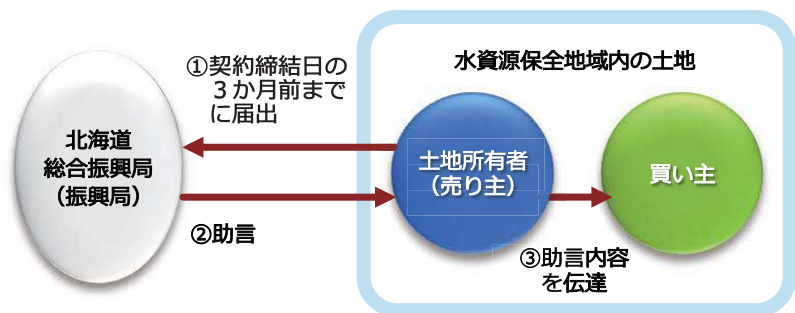 水資源保全地域内の土地
①契約締結日の
３か月前まで
に届出
北海道
総合振興局
（振興局）
土地所有者
（売り主）
買い主
②助言
③助言内容
を伝達